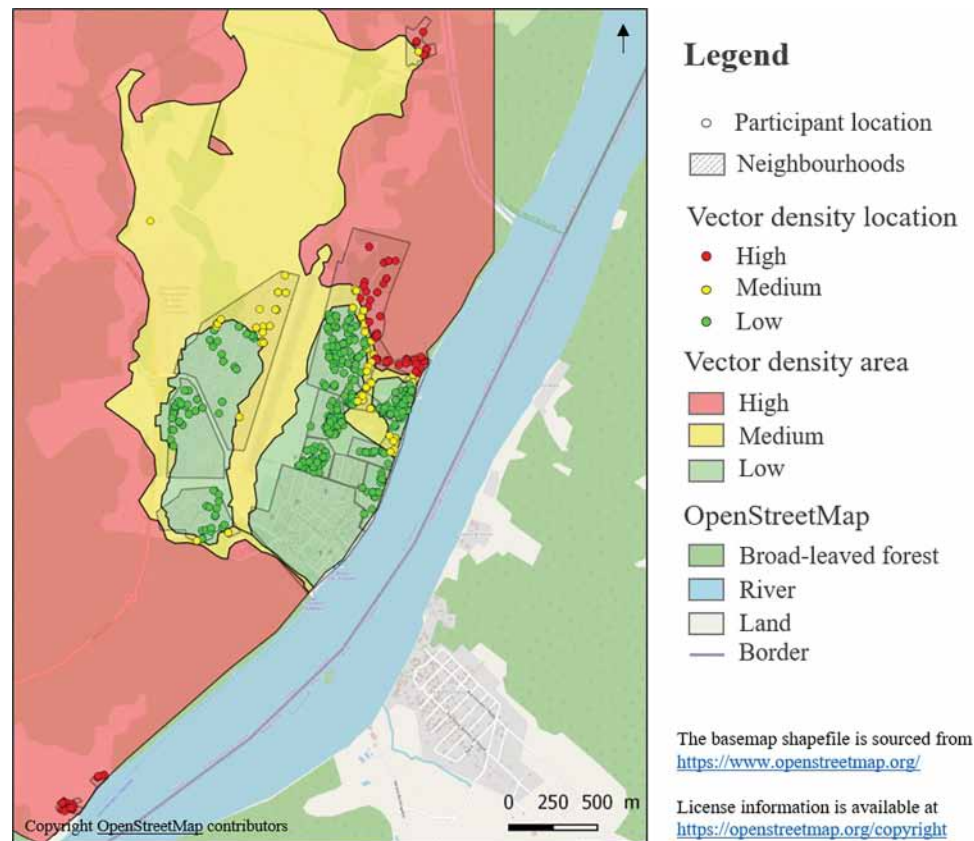 Legend
Participant location
Neighbourhoods
Vector density location
High
Medium
Low
Vector density area
High
Medium
Low
OpenStreetMap
Broad-leaved forest
River
Land
Border
The basemap shapefile is sourced from
https://www.openstreetmap.org/
License information is available at
https://openstreetmap.org/copyright
0 250 500 m
Copyright OpenStreetMap contributors